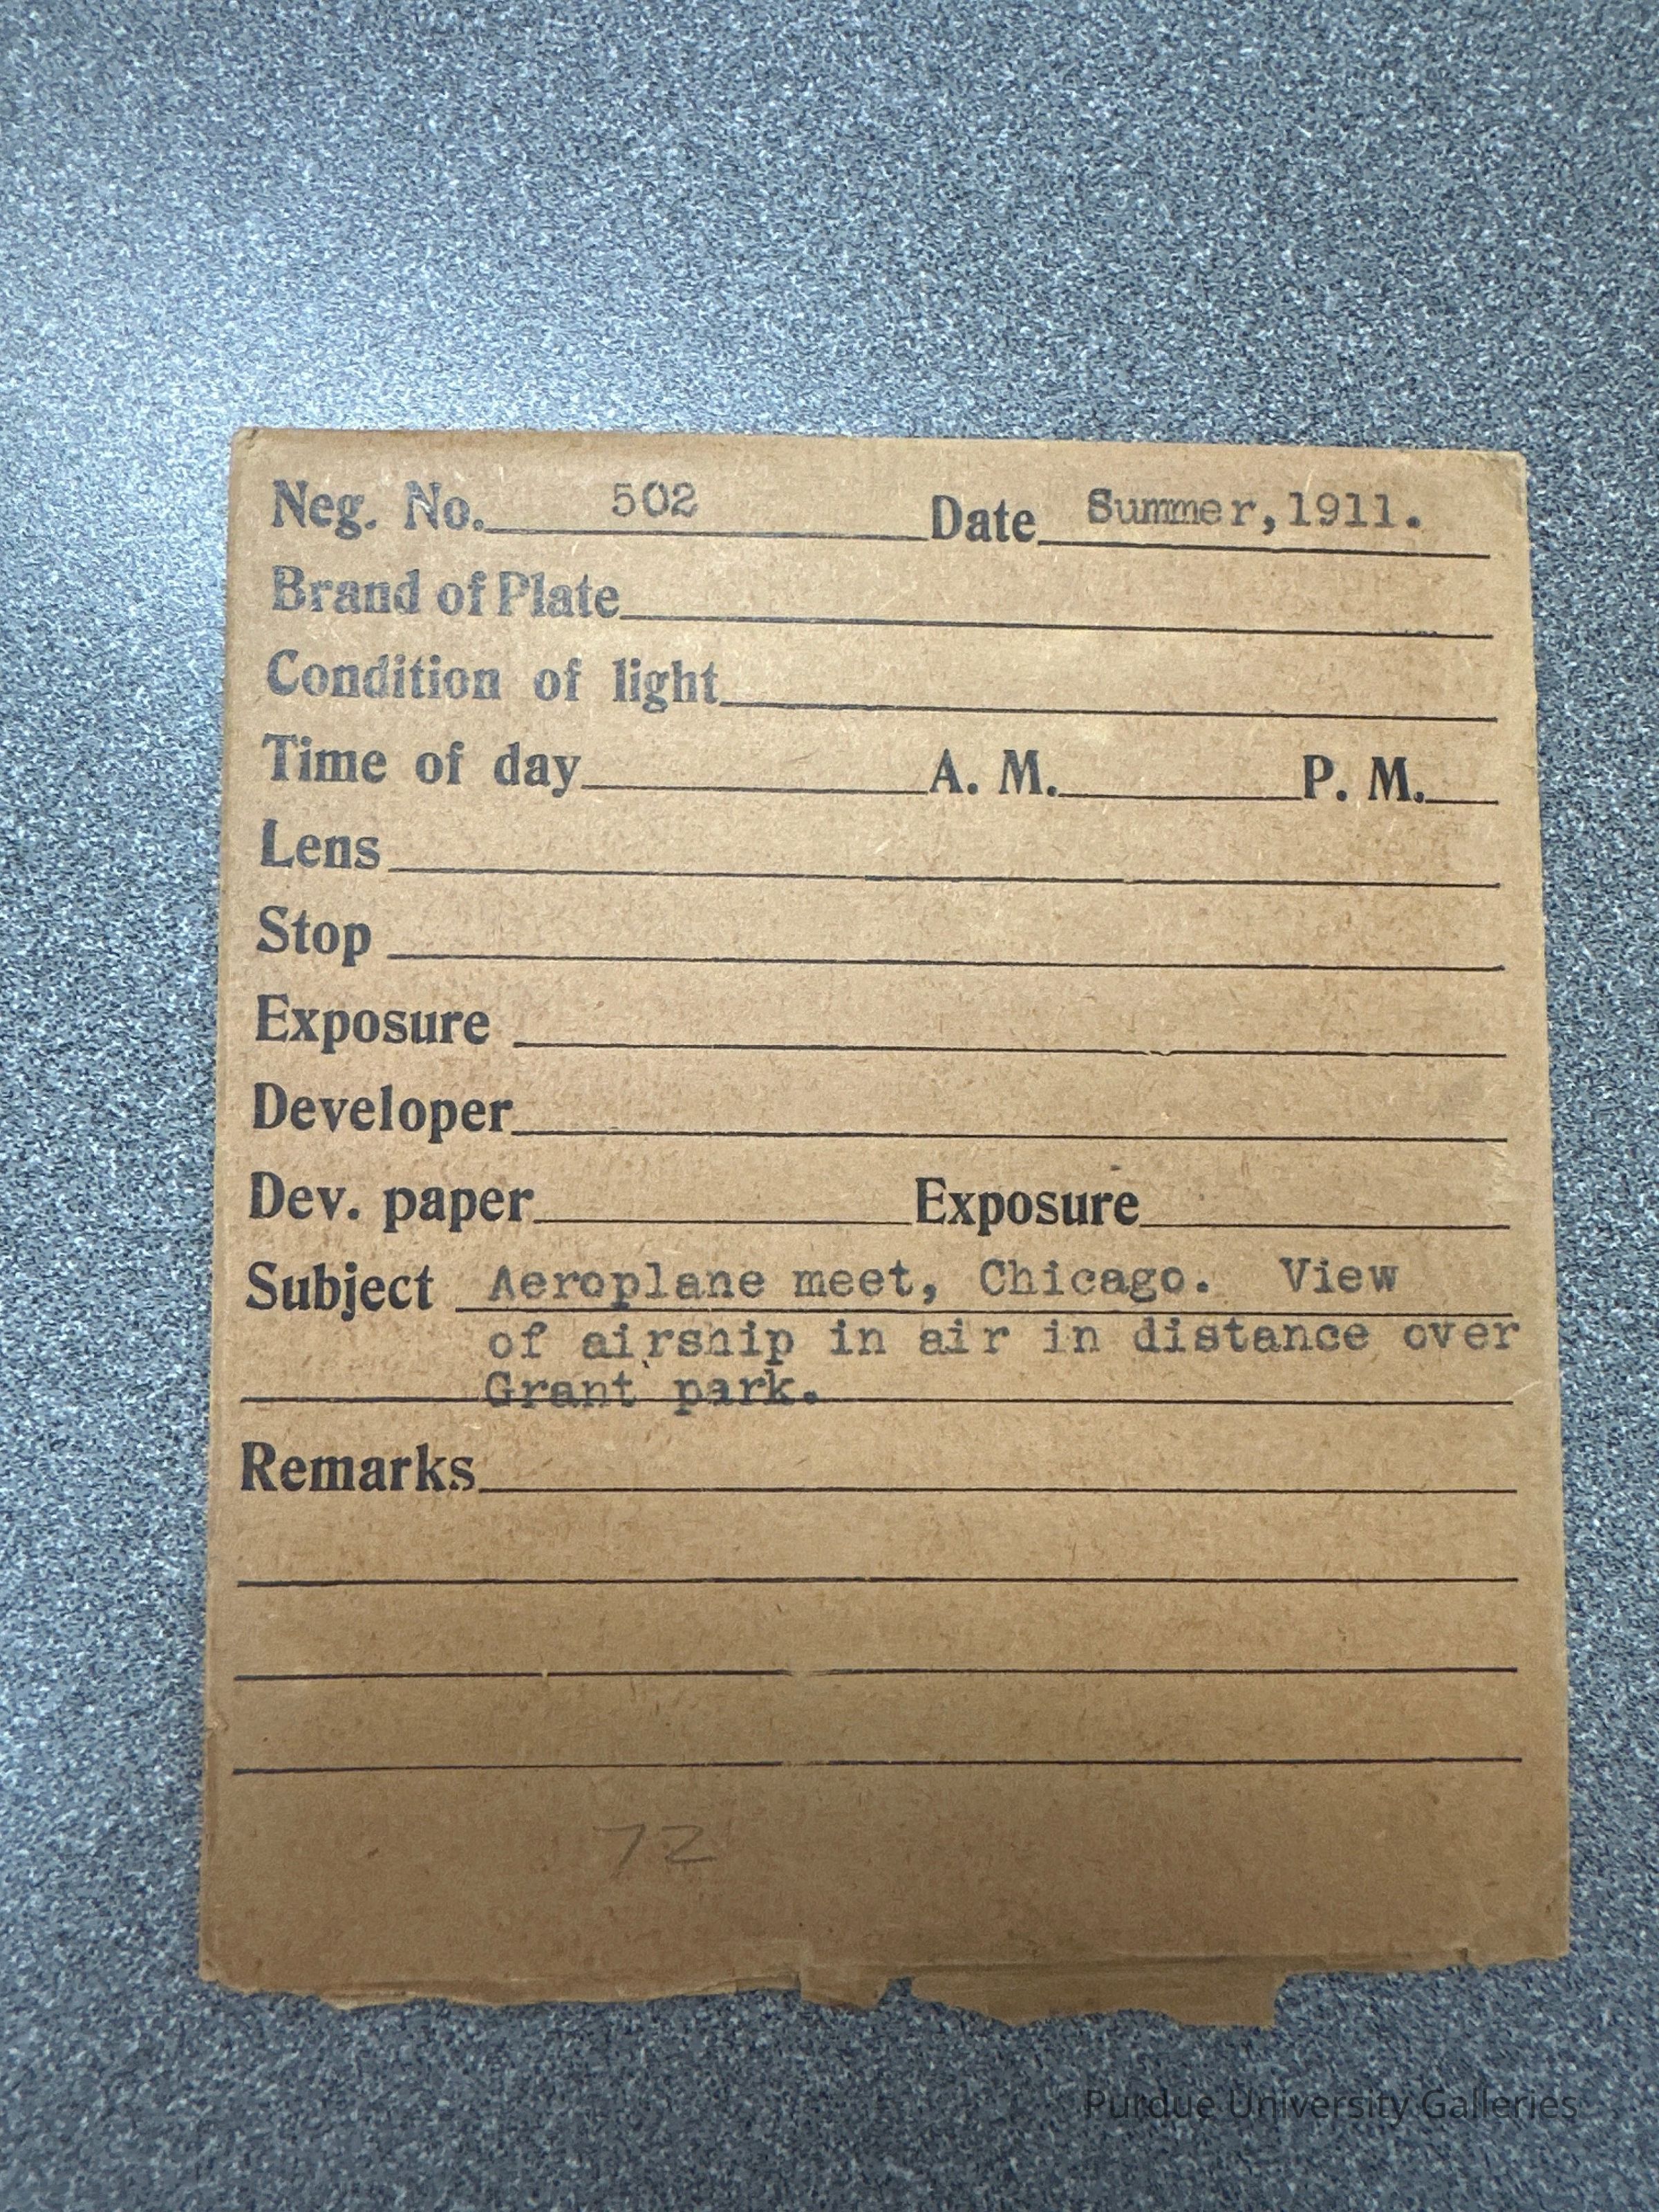 Neg. No. 502 Date Summer, 1911.
Brand of Plate
Condition of light
Time of day A. M. P. M.
Lens
Stop
Exposure
Developer
Dev. paper Exposure
Subject Aeroplane meet, Chicago. View
of airship in air in distance over
Grant park.
Remarks
72
Purdue University Galleries